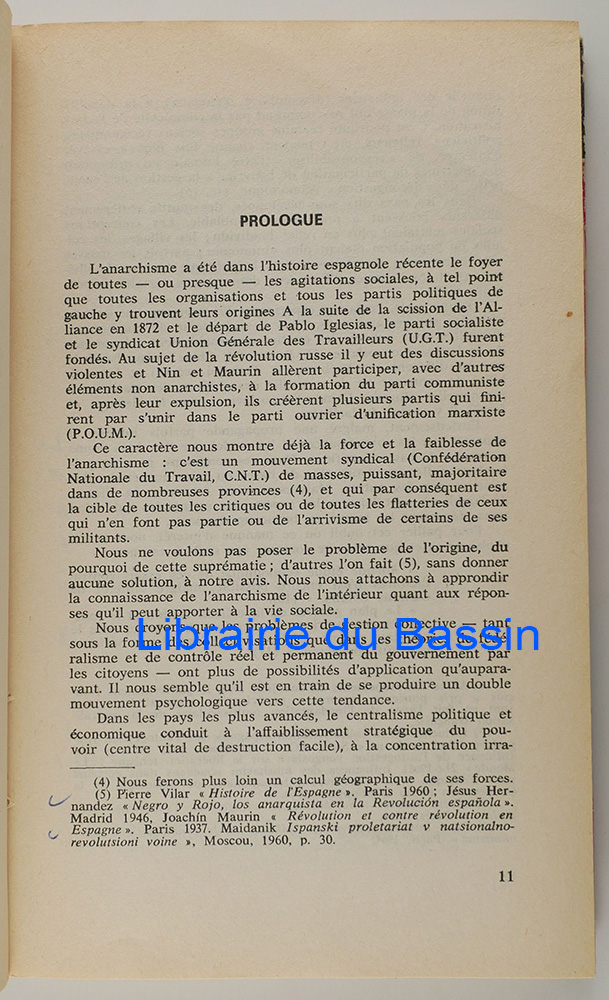 PROLOGUE
L'anarchisme a été dans l'histoire espagnole récente le foyer
de toutes — ou presque — les agitations sociales, à tel point
que toutes les organisations et tous les partis politiques de
gauche y trouvent leurs origines A la suite de la scission de l'Al-
liance en 1872 et le départ de Pablo Iglesias, le parti socialiste
et le syndicat Union Générale des Travailleurs (U.G.T.) furent
fondés. Au sujet de la révolution russe il y eut des discussions
violentes et Nin et Maurin allèrent participer, avec d'autres
éléments non anarchistes, à la formation du parti communiste
et, après leur expulsion, ils créèrent plusieurs partis qui fini-
rent par s'unir dans le parti ouvrier d'unification marxiste
(P.O.U.M.).
Ce caractère nous montre déjà la force et la faiblesse de
l'anarchisme : c'est un mouvement syndical (Confédération
Nationale du Travail, C.N.T.) de masses, puissant, majoritaire
dans de nombreuses provinces (4), et qui par conséquent est
la cible de toutes les critiques ou de toutes les flatteries de ceux
qui n'en font pas partie ou de l'arrivisme de certains de ses
militants.
Nous ne voulons pas poser le problème de l'origine, du
pourquoi de cette suprématie ; d'autres l'on fait (5), sans donner
aucune solution, à notre avis. Nous nous attachons à approndir
la connaissance de l'anarchisme de l'intérieur quant aux répon-
ses qu'il peut apporter à la vie sociale.
Nous croyons que les problèmes de gestion collective — tant
sous la forme des collectivisations que dans les théories de fédé-
ralisme et de contrôle réel et permanent du gouvernement par
les citoyens — ont plus de possibilités d'application qu'aupara-
vant. Il nous semble qu'il est en train de se produire un double
mouvement psychologique vers cette tendance.
Dans les pays les plus avancés, le centralisme politique et
économique conduit à l'affaiblissement stratégique du pou-
voir (centre vital de destruction facile), à la concentration irra-
(4) Nous ferons plus loin un calcul géographique de ses forces.
(5) Pierre Vilar « Histoire de l'Espagne ». Paris 1960 ; Jésus Her-
nandez « Negro y Rojo, los anarquista en la Revolución española ».
Madrid 1946, Joachín Maurin « Révolution et contre révolution en
Espagne ». Paris 1937. Maidanik Ispanski proletariat v natsionalno-
revolutsioni voine », Moscou, 1960, p. 30.
11
Librairie du Bassin